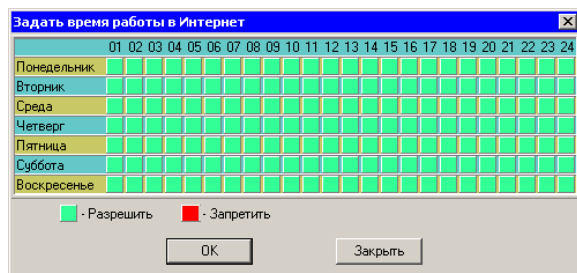 Задать время работы в Интернет
01 02 03 04 05 06 07 08 09 10 11 12 13 14 15 16 17 18 19 20 21 22 23 24
Понедельник
Вторник
Среда
Четверг
Пятница
Суббота
Воскресенье
- Разрешить - Запретить
OK Закрыть